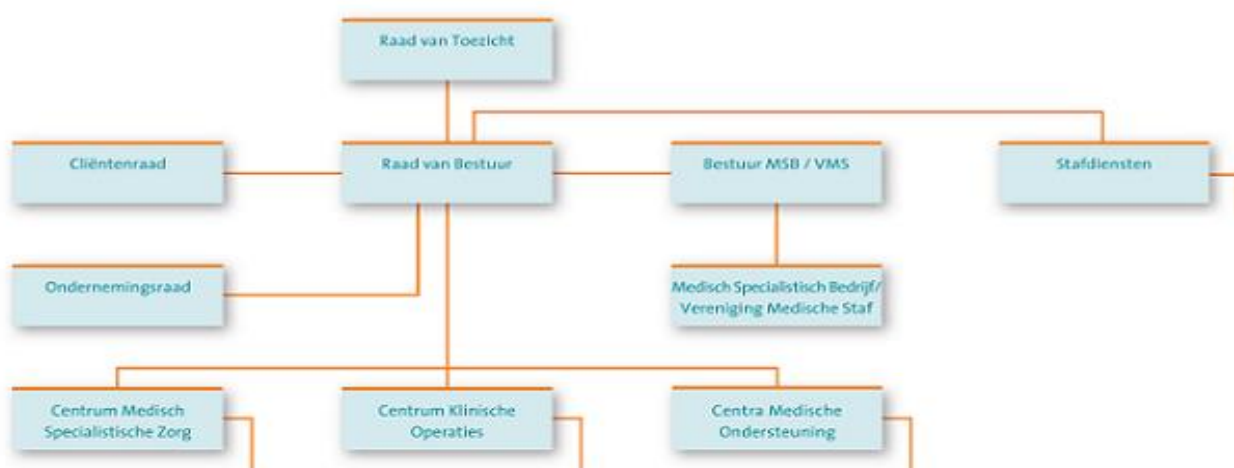 Raad van Toezicht
Cliëntenraad
Raad van Bestuur
Bestuur MSB / VMS
Stafdiensten
Ondernemingsraad
Medisch Specialistisch Bedrijf/
Vereniging Medische Staf
Centrum Medisch
Specialistische Zorg
Centrum Klinische
Operaties
Centra Medische
Ondersteuning